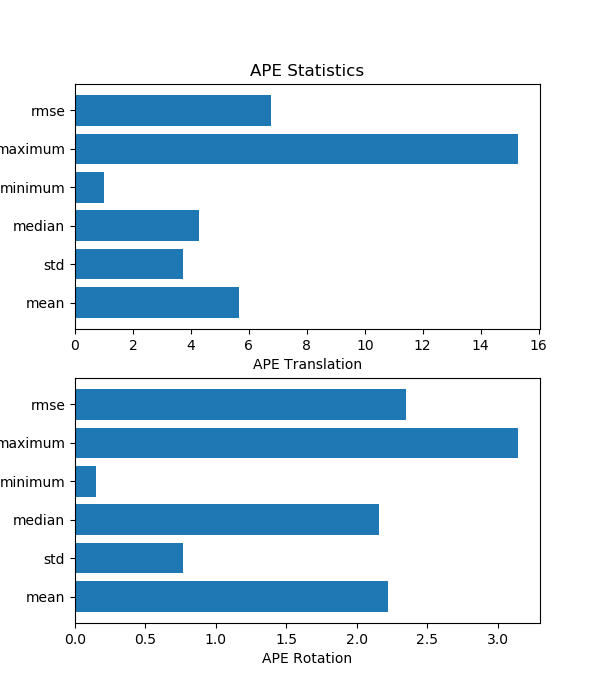 APE Statistics
rmse
maximum
minimum
median
std
mean
0 2 4 6 8 10 12 14 16
APE Translation
rmse
maximum
minimum
median
std
mean
0.0 0.5 1.0 1.5 2.0 2.5 3.0
APE Rotation